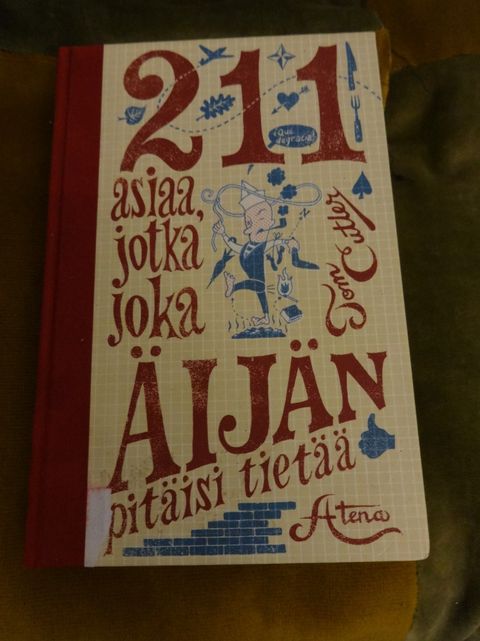 211
¡Qué desgracia!
asiaa,
jotka
joka
Tom Cutler
ÄIJÄN
pitäisi tietää
Atena